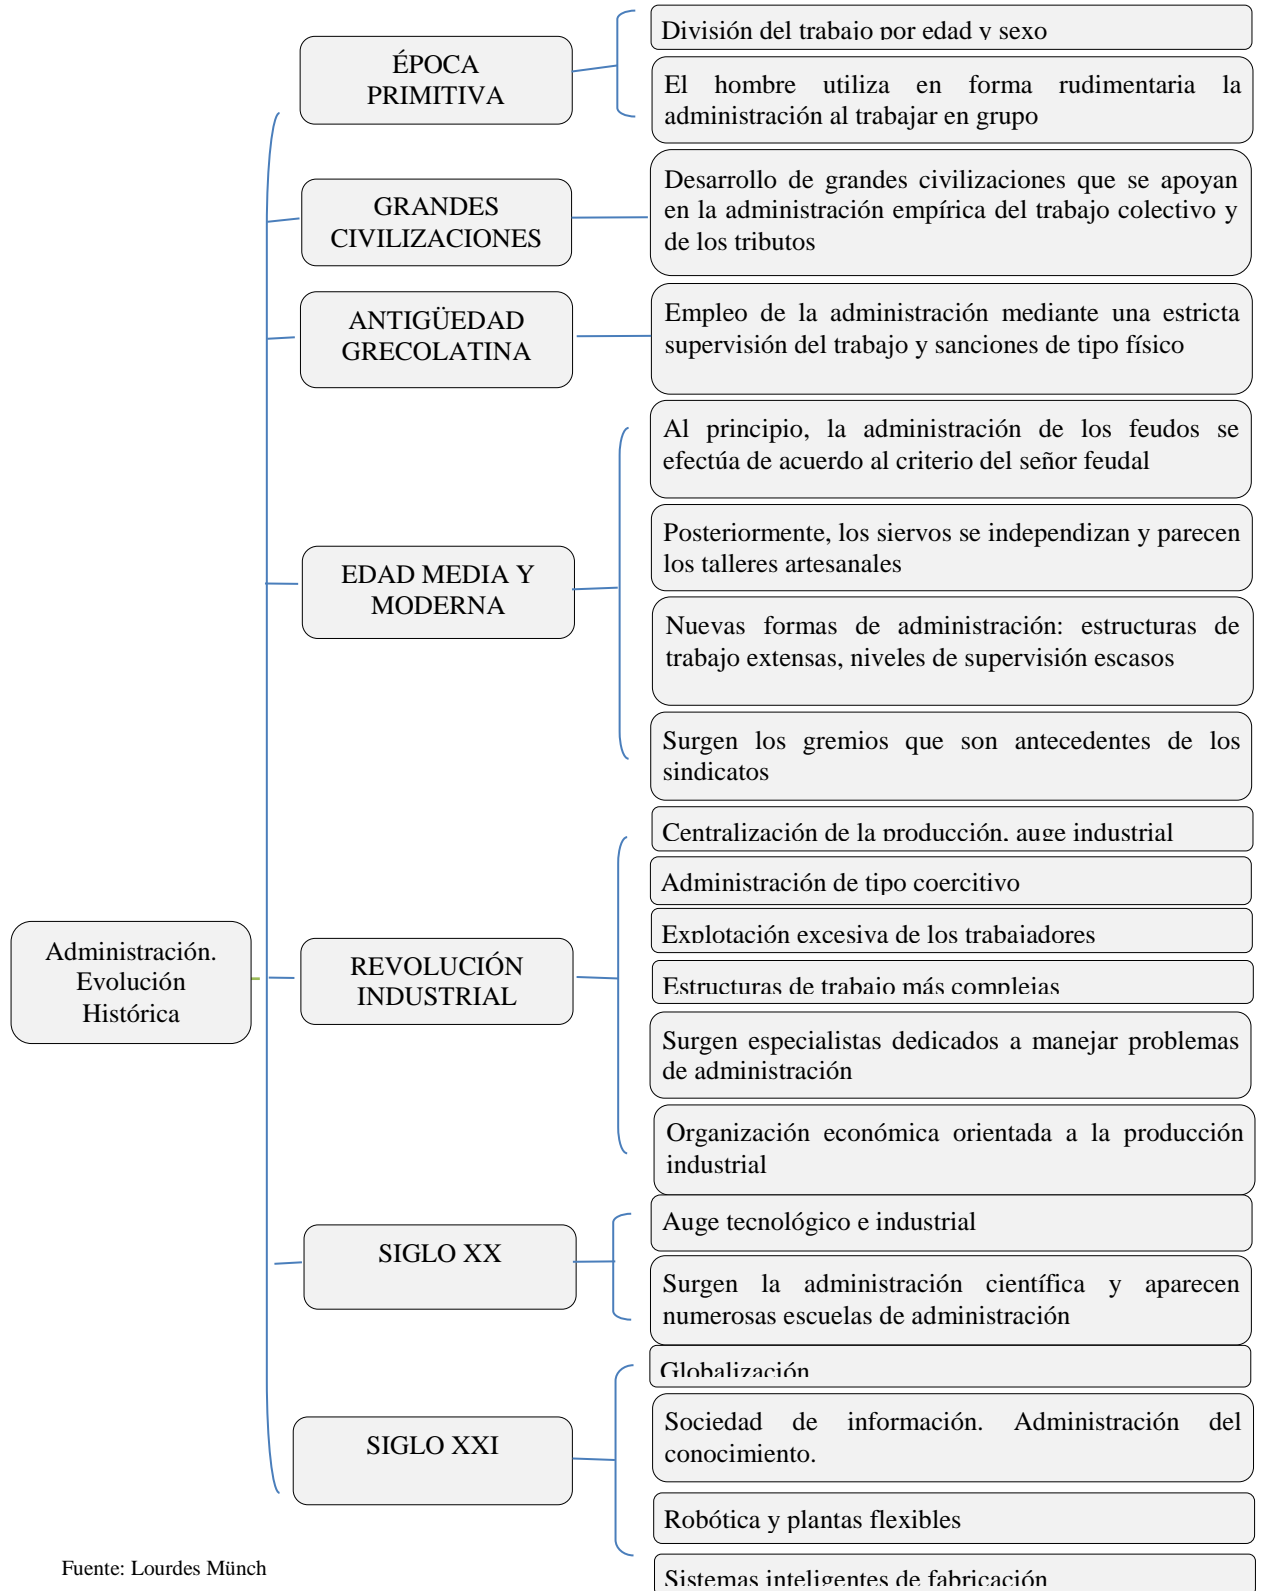 Administración.
Evolución
Histórica
ÉPOCA
PRIMITIVA
División del trabajo por edad y sexo
El hombre utiliza en forma rudimentaria la
administración al trabajar en grupo
GRANDES
CIVILIZACIONES
Desarrollo de grandes civilizaciones que se apoyan
en la administración empírica del trabajo colectivo y
de los tributos
ANTIGÜEDAD
GRECOLATINA
Empleo de la administración mediante una estricta
supervisión del trabajo y sanciones de tipo físico
EDAD MEDIA Y
MODERNA
Al principio, la administración de los feudos se
efectúa de acuerdo al criterio del señor feudal
Posteriormente, los siervos se independizan y parecen
los talleres artesanales
Nuevas formas de administración: estructuras de
trabajo extensas, niveles de supervisión escasos
Surgen los gremios que son antecedentes de los
sindicatos
REVOLUCIÓN
INDUSTRIAL
Centralización de la producción, auge industrial
Administración de tipo coercitivo
Explotación excesiva de los trabajadores
Estructuras de trabajo más complejas
Surgen especialistas dedicados a manejar problemas
de administración
Organización económica orientada a la producción
industrial
SIGLO XX
Auge tecnológico e industrial
Surgen la administración científica y aparecen
numerosas escuelas de administración
SIGLO XXI
Globalización
Sociedad de información. Administración del
conocimiento.
Robótica y plantas flexibles
Sistemas inteligentes de fabricación
Fuente: Lourdes Münch